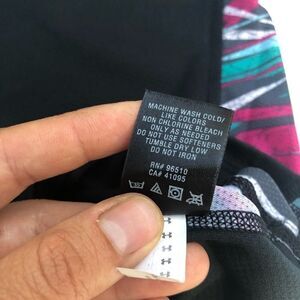 MACHINE WASH COLD/
LIKE COLORS
NON CHLORINE BLEACH
ONLY AS NEEDED
DO NOT USE SOFTENERS
TUMBLE DRY LOW
DO NOT IRON
RN# 96510
CA# 41095